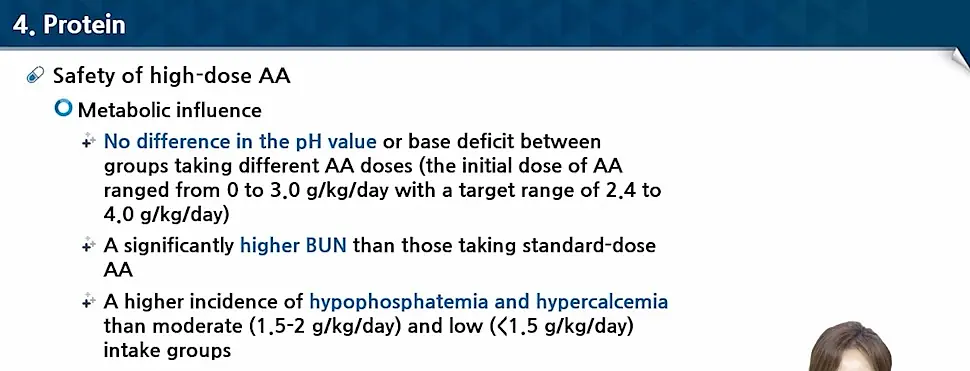 4. Protein
Safety of high-dose AA
Metabolic influence
No difference in the pH value or base deficit between
groups taking different AA doses (the initial dose of AA
ranged from 0 to 3.0 g/kg/day with a target range of 2.4 to
4.0 g/kg/day)
A significantly higher BUN than those taking standard-dose
AA
A higher incidence of hypophosphatemia and hypercalcemia
than moderate (1.5-2 g/kg/day) and low (<1.5 g/kg/day)
intake groups